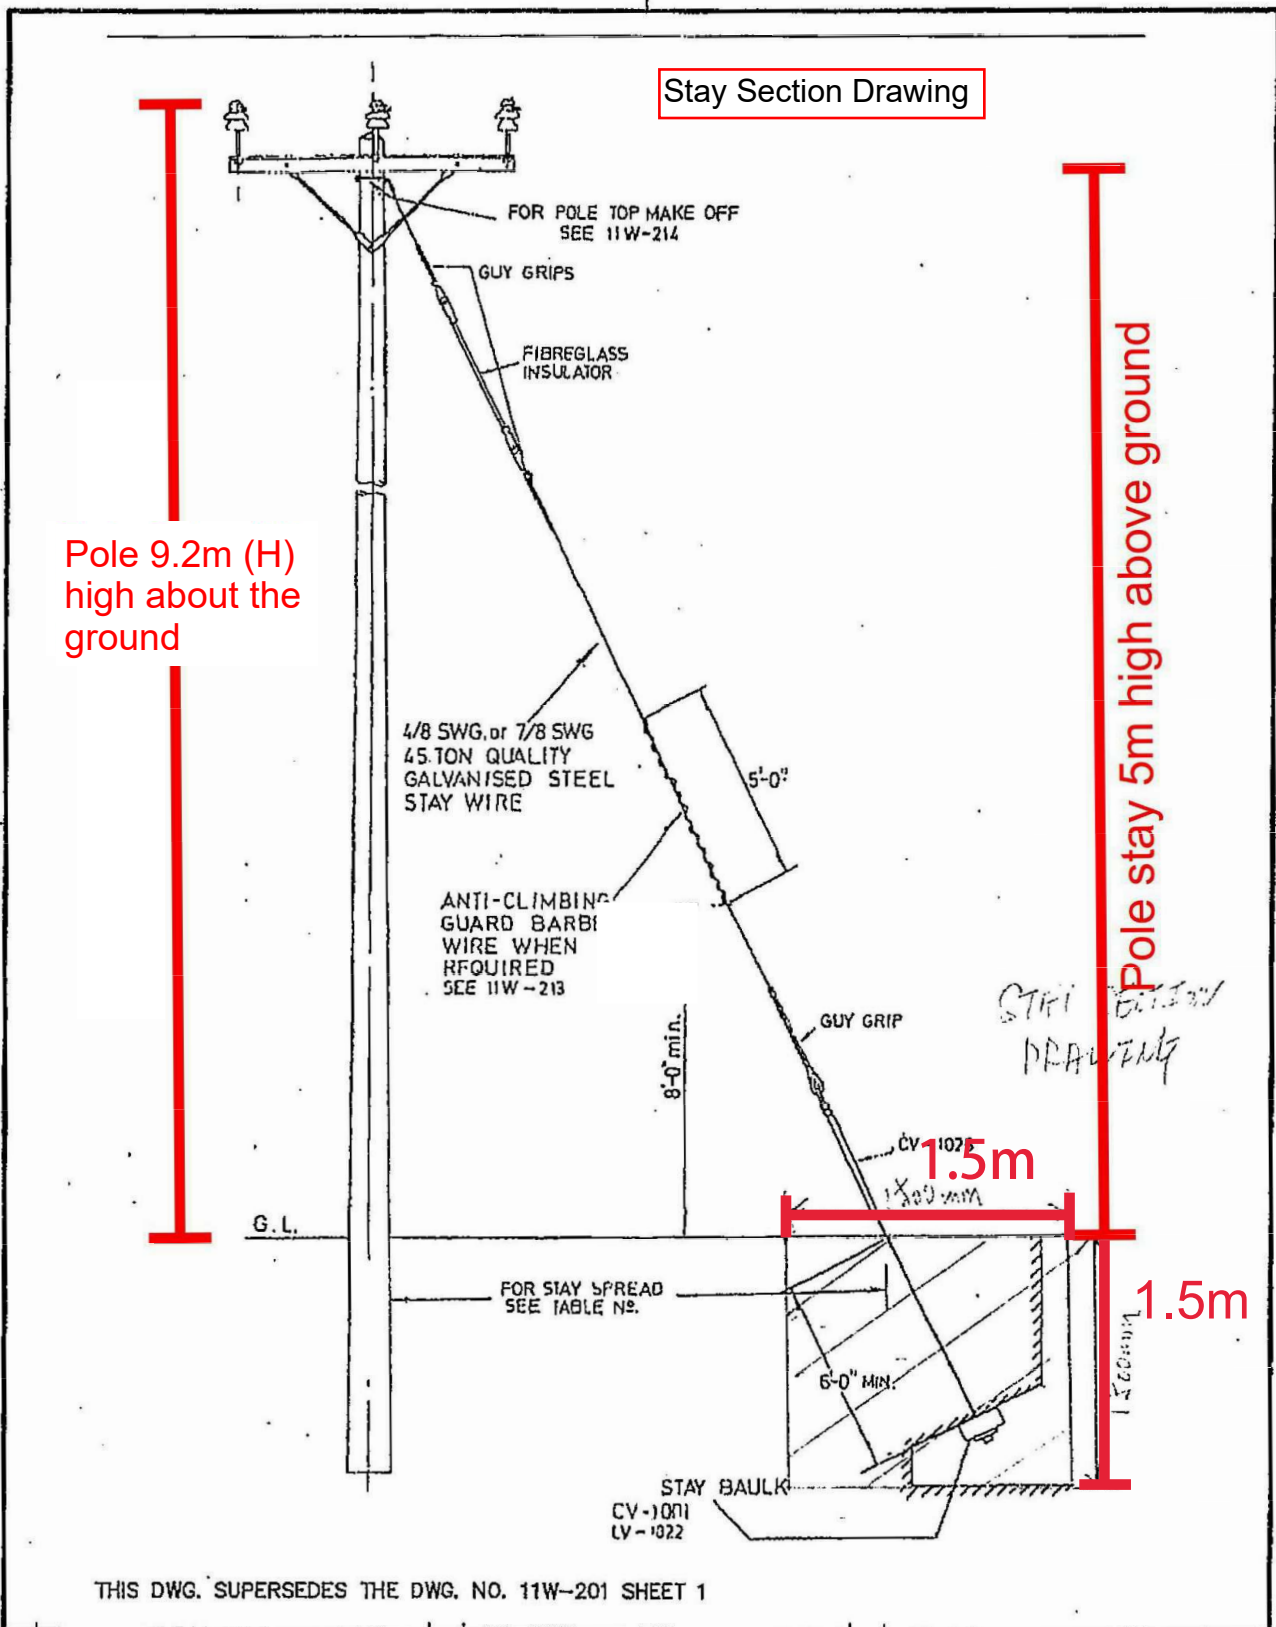 Stay Section Drawing
FOR POLE TOP MAKE OFF
SEE 11W-214
GUY GRIPS
FIBREGLASS
INSULATOR
Pole 9.2m (H)
high about the
ground
Pole stay 5m high above ground
4/8 SWG, or 7/8 SWG
45.TON QUALITY
GALVANISED STEEL
STAY WIRE
5'-0"
ANTI-CLIMBING
GUARD BARBE
WIRE WHEN
REQUIRED
SEE 11W-213
8'-0" min.
GUY GRIP
DRAWING
1.5m
G.L.
FOR STAY SPREAD
SEE TABLE Nº.
1.5m
6'-0" MIN.
STAY BAULK
CV-1022
THIS DWG. SUPERSEDES THE DWG. NO. 11W-201 SHEET 1